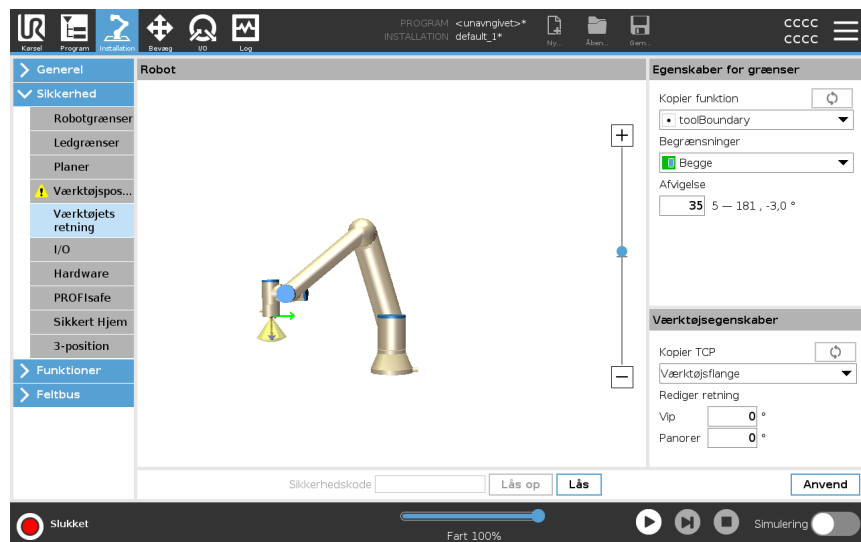 UR
PROGRAM <unavngivet>*
INSTALLATION default_1*
CCCC
CCCC
Kørsel Program Installation Bevæg I/O Log Ny... Åben... Gem...
Generel
Sikkerhed
Robotgrænser
Ledgrænser
Planer
Værktøjspos...
Værktøjets
retning
I/O
Hardware
PROFIsafe
Sikkert Hjem
3-position
Funktioner
Feltbus
Robot
+
−
Sikkerhedskode Lås op Lås
Egenskaber for grænser
Kopier funktion
toolBoundary
Begrænsninger
Begge
Afvigelse
35 5 — 181 , -3,0 °
Værktøjsegenskaber
Kopier TCP
Værktøjsflange
Rediger retning
Vip 0 °
Panorer 0 °
Anvend
Slukket
Fart 100%
Simulering